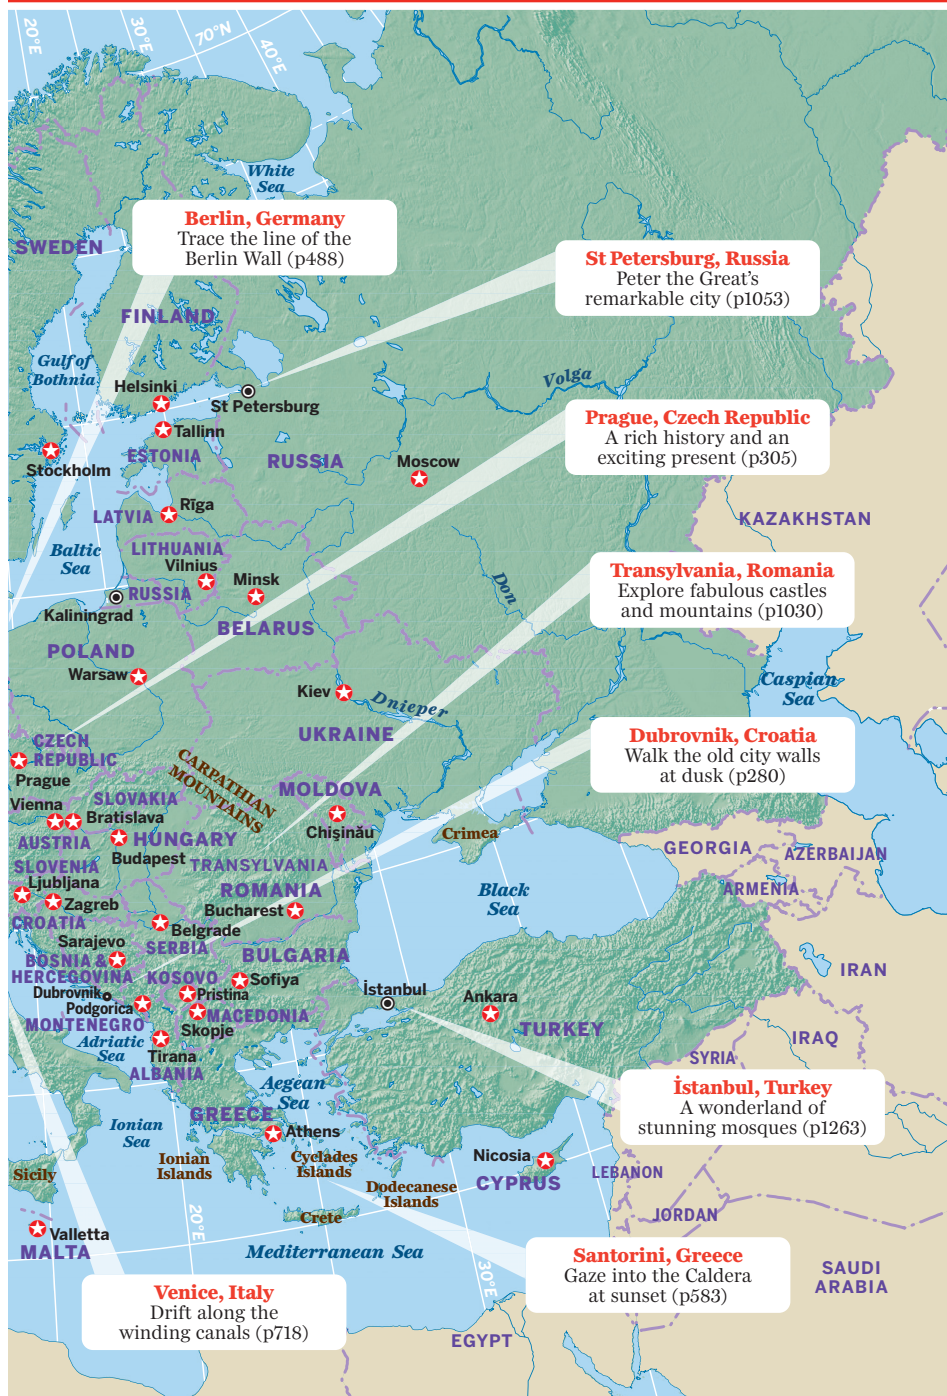 20°E
30°E
70°N
40°E
White
Sea
Berlin, Germany
Trace the line of the
Berlin Wall (p488)
SWEDEN
St Petersburg, Russia
Peter the Great's
remarkable city (p1053)
FINLAND
Gulf of
Bothnia
Helsinki
St Petersburg
Volga
Tallinn
Prague, Czech Republic
A rich history and an
exciting present (p305)
Stockholm
ESTONIA
RUSSIA
Moscow
Rīga
LATVIA
KAZAKHSTAN
Baltic
Sea
LITHUANIA
Vilnius
Minsk
Don
Transylvania, Romania
Explore fabulous castles
and mountains (p1030)
RUSSIA
Kaliningrad
BELARUS
POLAND
Warsaw
Kiev
Dnieper
Caspian
Sea
UKRAINE
Dubrovnik, Croatia
Walk the old city walls
at dusk (p280)
CZECH
REPUBLIC
Prague
CARPATHIAN
MOUNTAINS
MOLDOVA
Vienna
SLOVAKIA
Bratislava
Chişinău
Crimea
AUSTRIA
HUNGARY
Budapest
GEORGIA
AZERBAIJAN
SLOVENIA
TRANSYLVANIA
Ljubljana
ROMANIA
Black
Sea
ARMENIA
Zagreb
Bucharest
CROATIA
Belgrade
Sarajevo
SERBIA
BULGARIA
BOSNIA &
HERCEGOVINA
KOSOVO
Sofiya
IRAN
Dubrovnik
Pristina
İstanbul
Ankara
Podgorica
MACEDONIA
MONTENEGRO
Skopje
TURKEY
IRAQ
Adriatic
Sea
Tirana
SYRIA
ALBANIA
Aegean
Sea
İstanbul, Turkey
A wonderland of
stunning mosques (p1263)
GREECE
Ionian
Sea
Athens
Ionian
Islands
Cyclades
Islands
Nicosia
Sicily
LEBANON
Dodecanese
Islands
CYPRUS
Crete
JORDAN
20°E
Valletta
MALTA
Mediterranean Sea
Santorini, Greece
Gaze into the Caldera
at sunset (p583)
30°E
SAUDI
ARABIA
Venice, Italy
Drift along the
winding canals (p718)
EGYPT